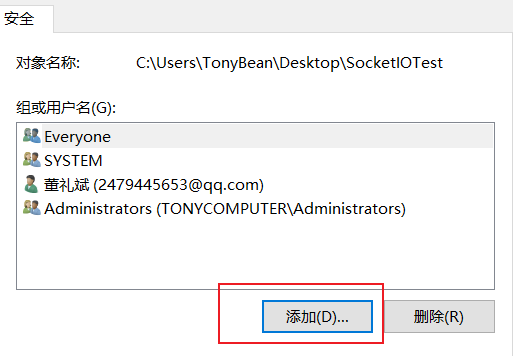 安全
对象名称: C:\Users\TonyBean\Desktop\SocketIOTest
组或用户名(G):
Everyone
SYSTEM
董礼斌 (2479445653@qq.com)
Administrators (TONYCOMPUTER\Administrators)
添加(D)... 删除(R)